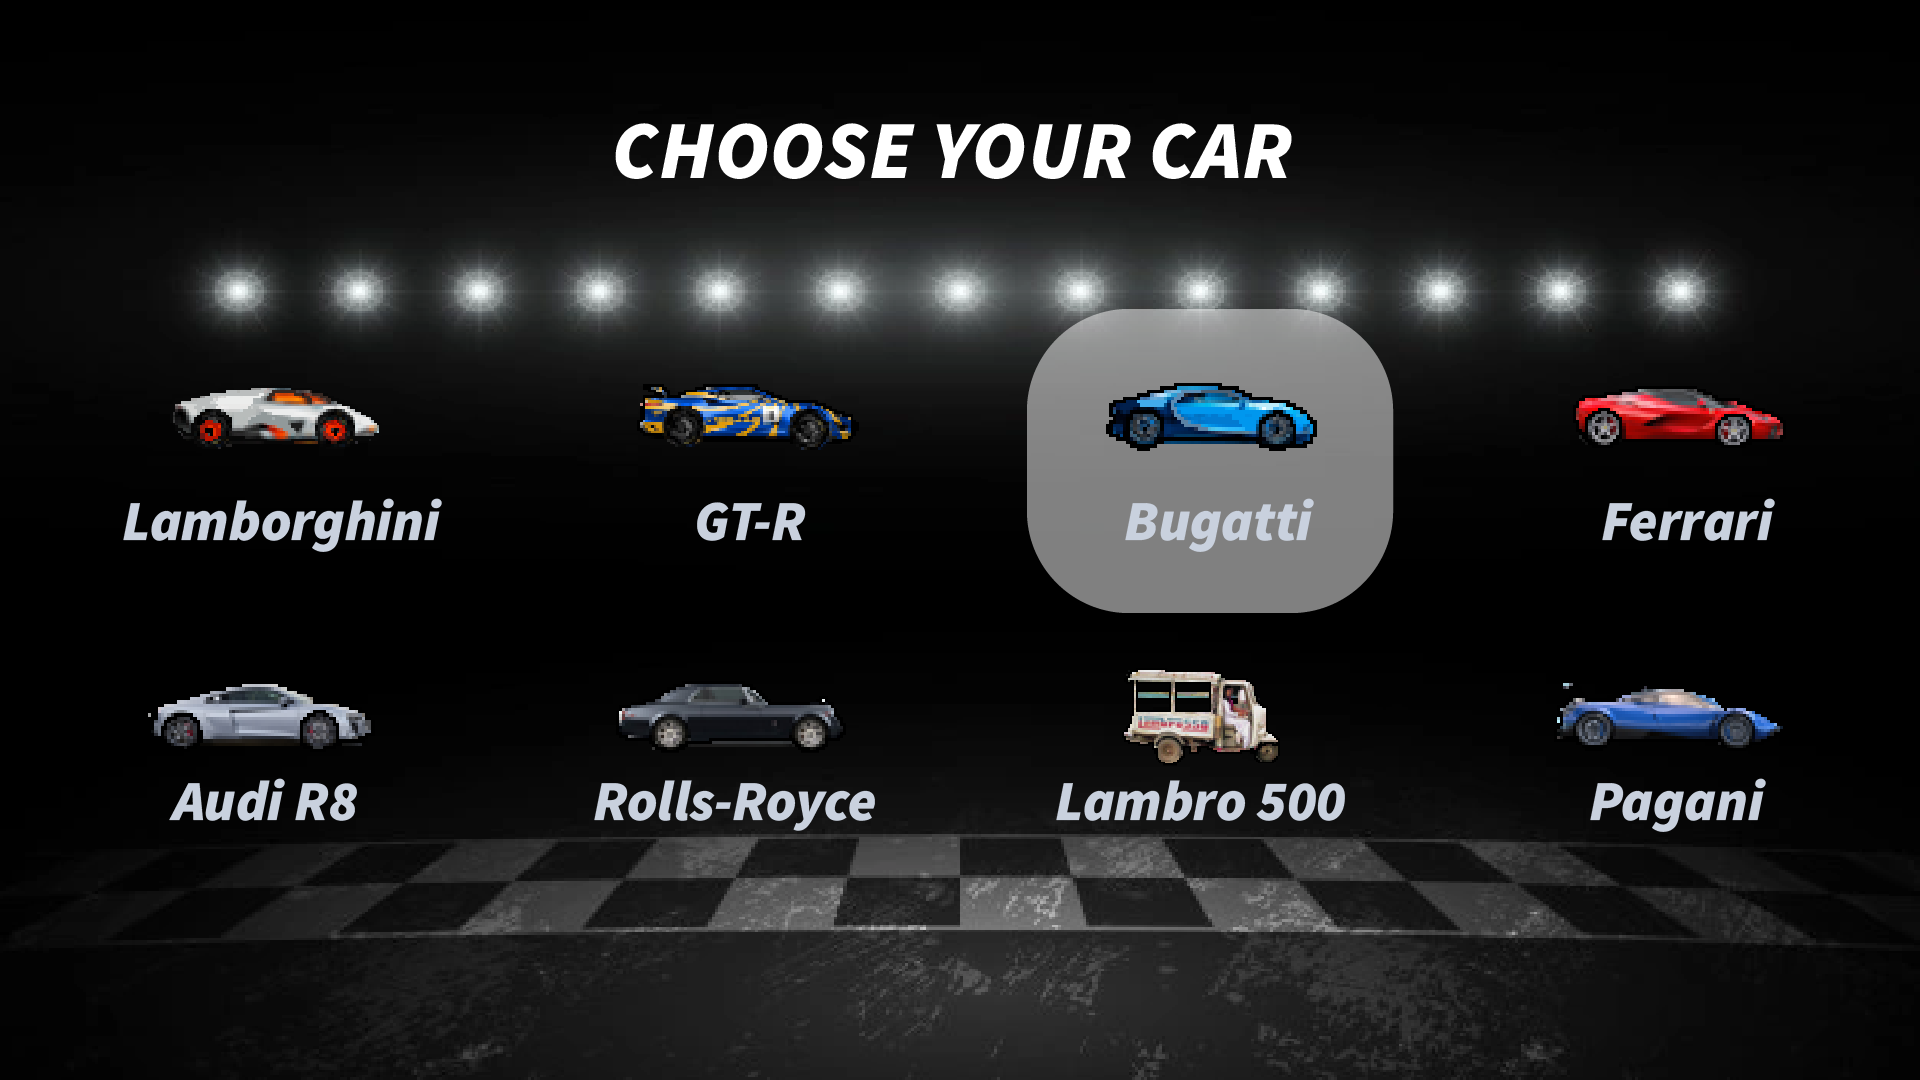 CHOOSE YOUR CAR
Lamborghini
GT-R
Bugatti
Ferrari
Audi R8
Rolls-Royce
Lambro 500
Pagani